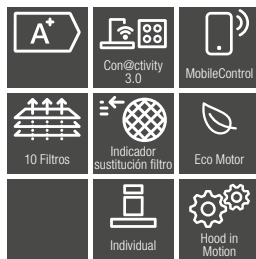 A+
Con@ctivity
3.0
MobileControl
10 Filtros
Indicador
sustitución filtro
Eco Motor
Individual
Hood in
Motion